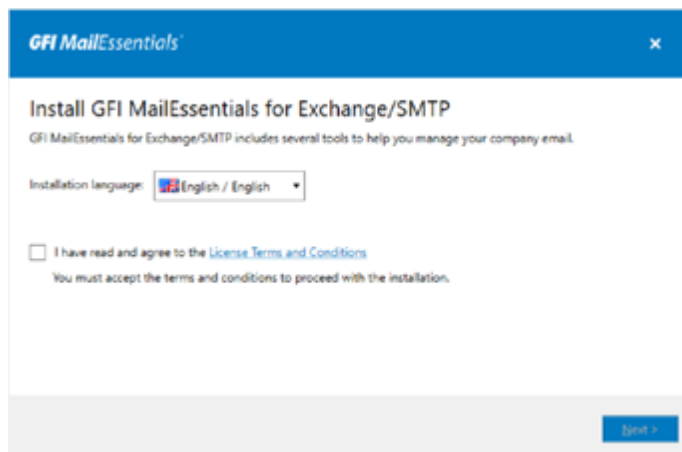 GFI MailEssentials
Install GFI MailEssentials for Exchange/SMTP
GFI MailEssentials for Exchange/SMTP includes several tools to help you manage your company email.
Installation language: English / English
I have read and agree to the License Terms and Conditions
You must accept the terms and conditions to proceed with the installation.
Next >